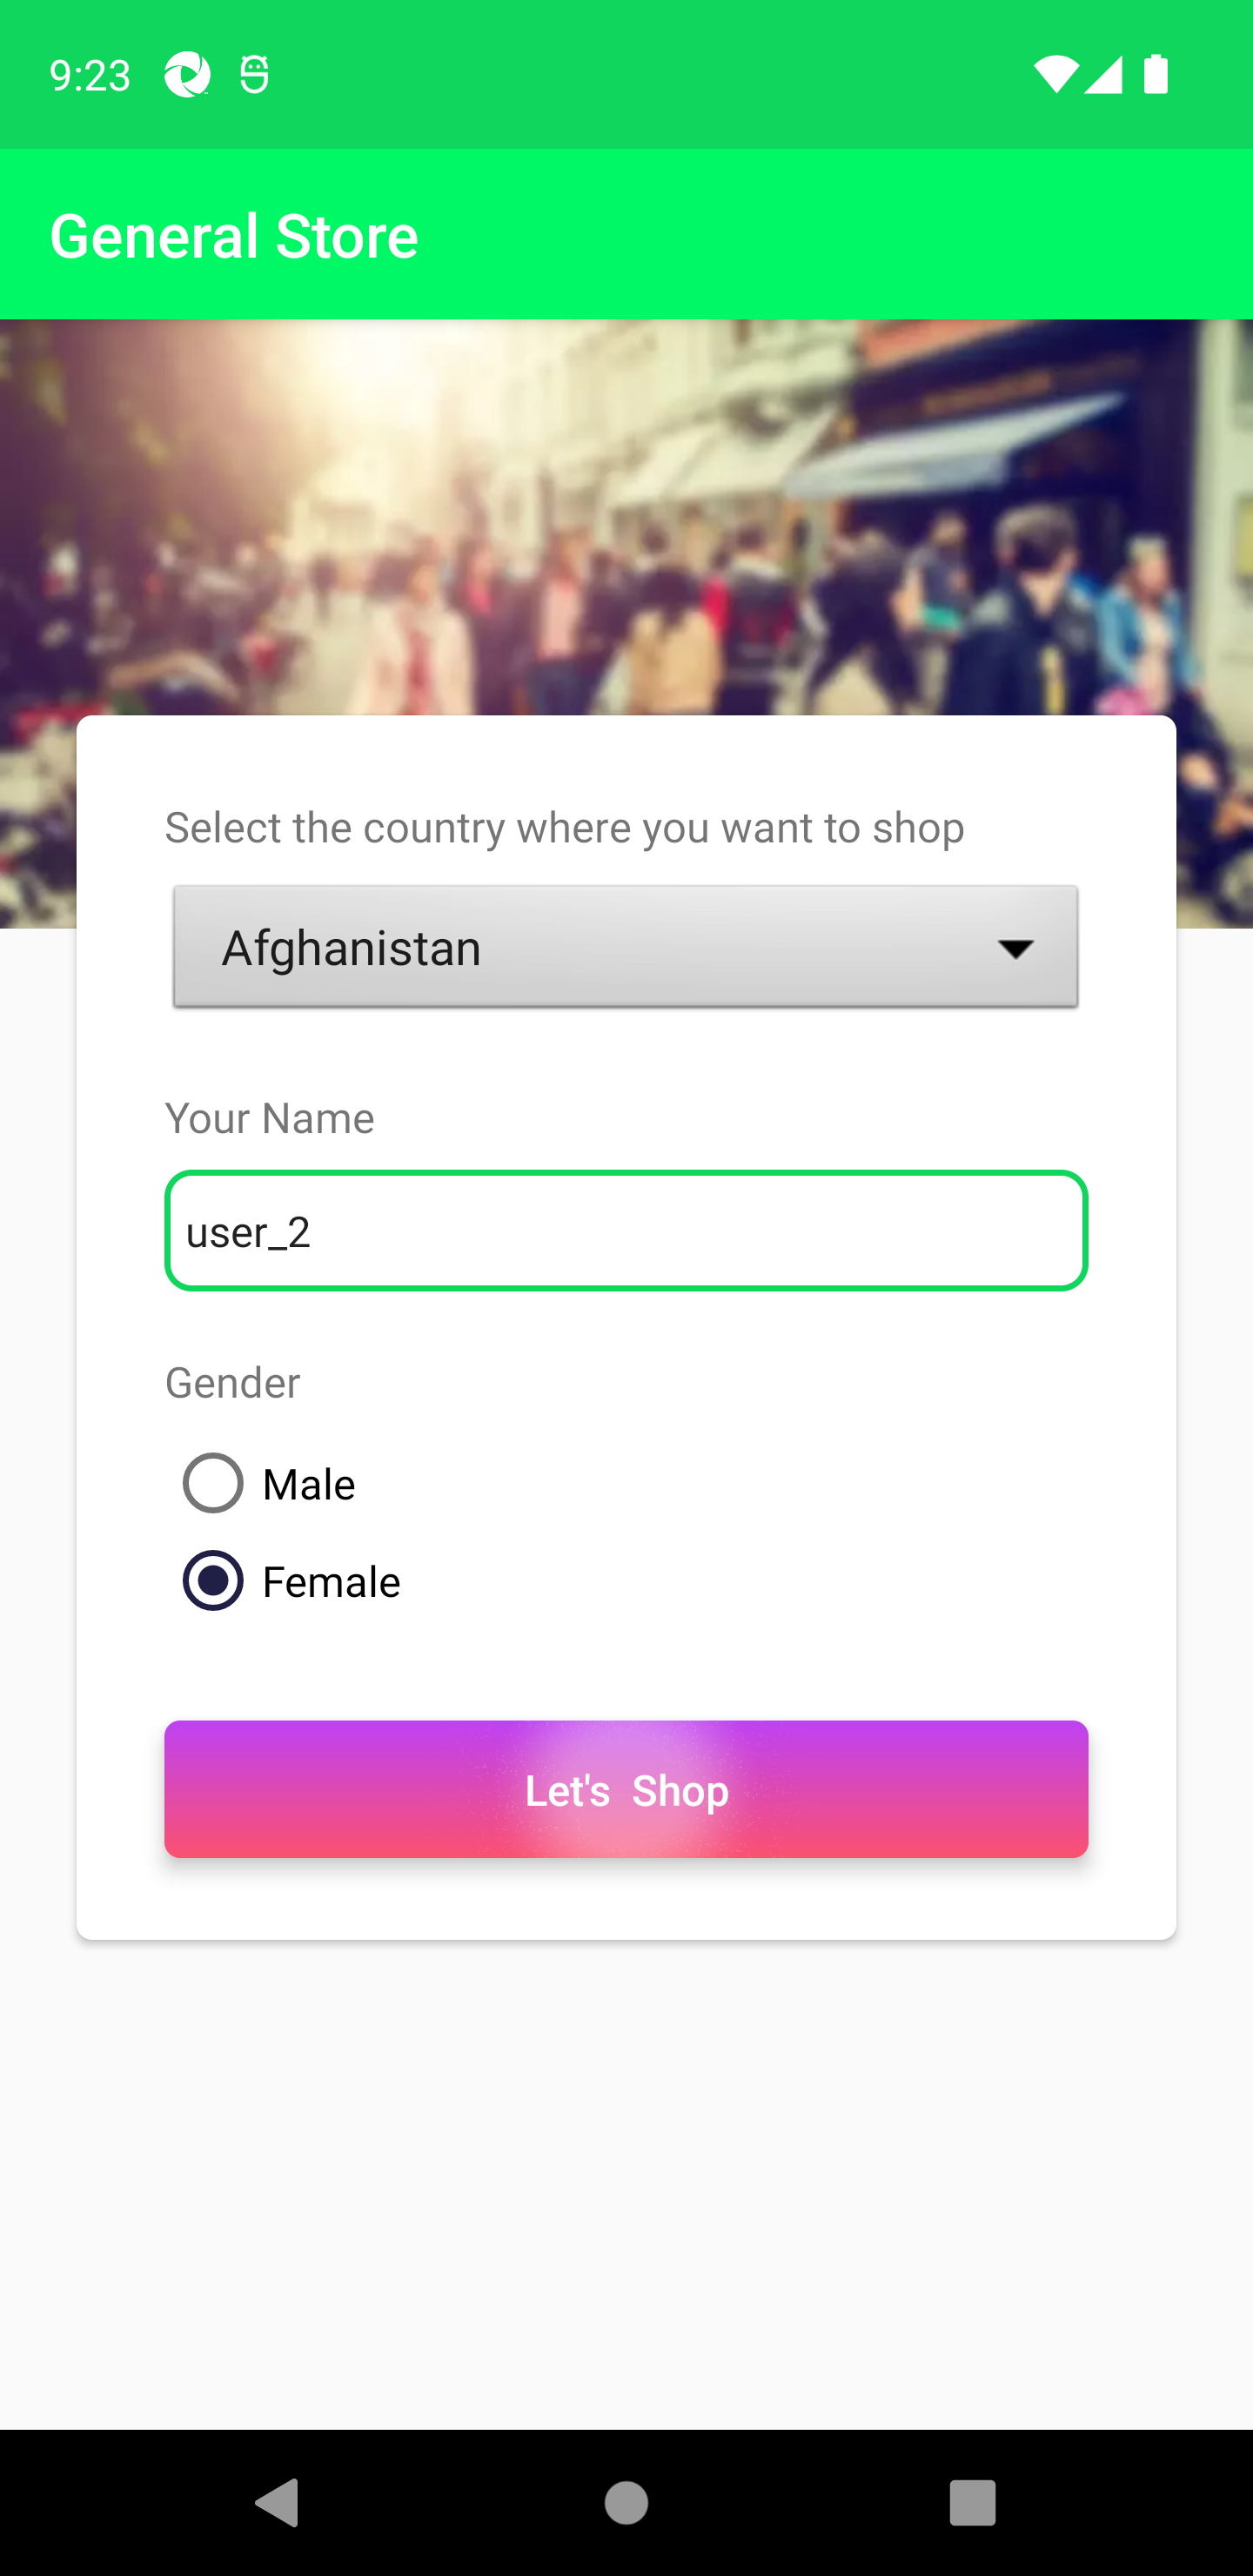 9:23
General Store
Select the country where you want to shop
Afghanistan
Your Name
user_2
Gender
Male
Female
Let's Shop